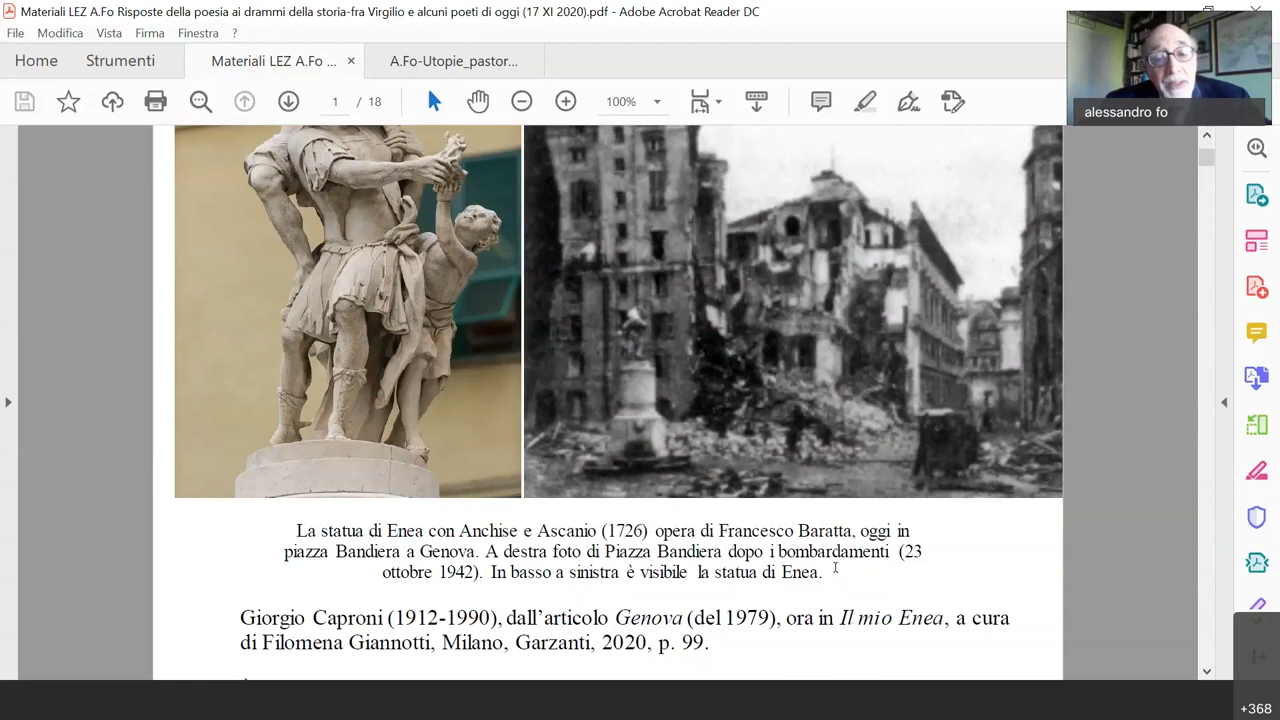 Materiali LEZ A.Fo Risposte della poesia ai drammi della storia-fra Virgilio e alcuni poeti di oggi (17 XI 2020).pdf - Adobe Acrobat Reader DC
File Modifica Vista Firma Finestra ?
Home Strumenti Materiali LEZ A.Fo ... × A.Fo-Utopie_pastor...
1 / 18 100%
alessandro fo
La statua di Enea con Anchise e Ascanio (1726) opera di Francesco Baratta, oggi in
piazza Bandiera a Genova. A destra foto di Piazza Bandiera dopo i bombardamenti (23
ottobre 1942). In basso a sinistra è visibile la statua di Enea.
Giorgio Caproni (1912-1990), dall'articolo Genova (del 1979), ora in Il mio Enea, a cura
di Filomena Giannotti, Milano, Garzanti, 2020, p. 99.
+368